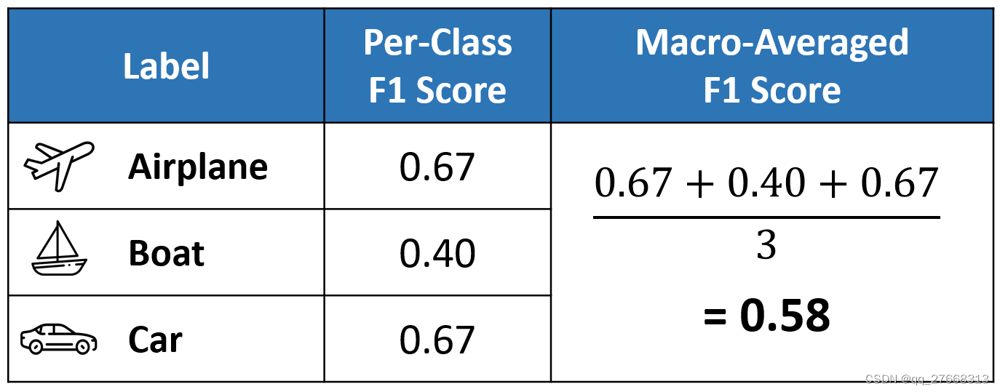 Label
Per-Class
F1 Score
Macro-Averaged
F1 Score
Airplane
0.67
Boat
0.40
Car
0.67
0.67 + 0.40 + 0.67
3
= 0.58
CSDN @qq_27668313